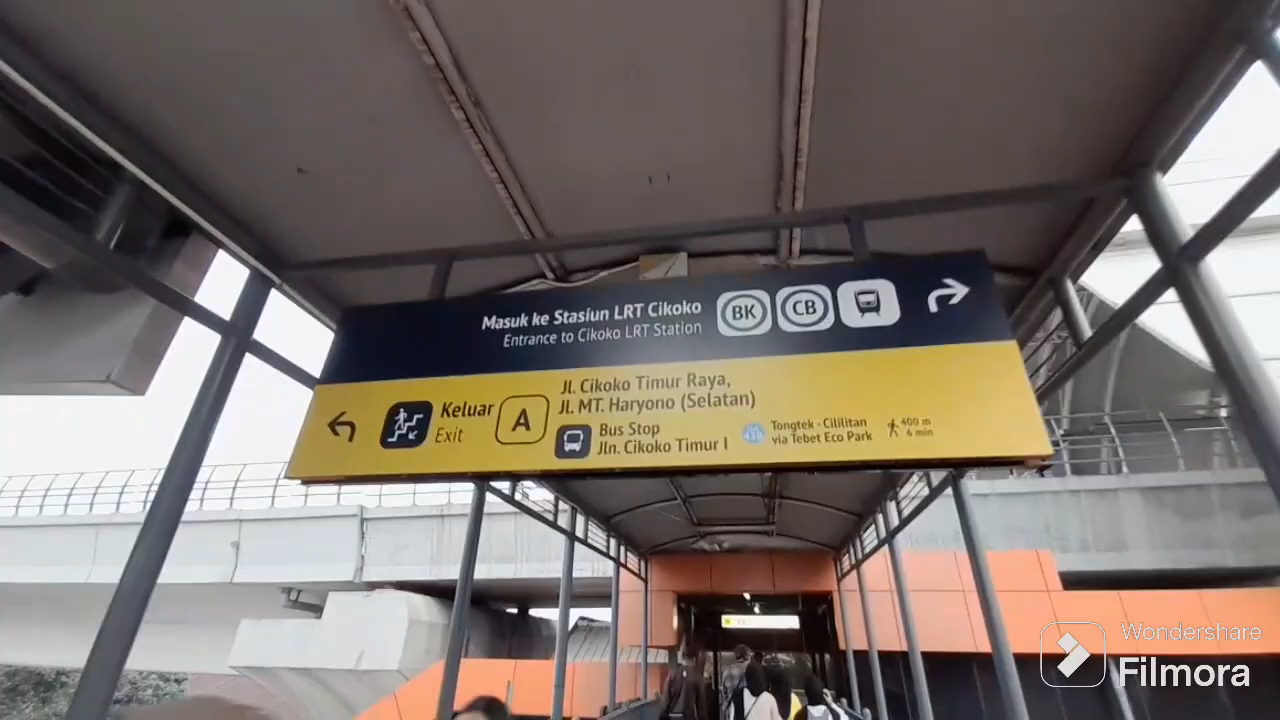 Masuk ke Stasiun LRT Cikoko
Entrance to Cikoko LRT Station
BK
CB
Keluar
Exit
A
Jl. Cikoko Timur Raya,
Jl. MT. Haryono (Selatan)
Bus Stop
Jln. Cikoko Timur I
Tongtek - Cililitan
via Tebet Eco Park
400 m
6 min
Wondershare
Filmora